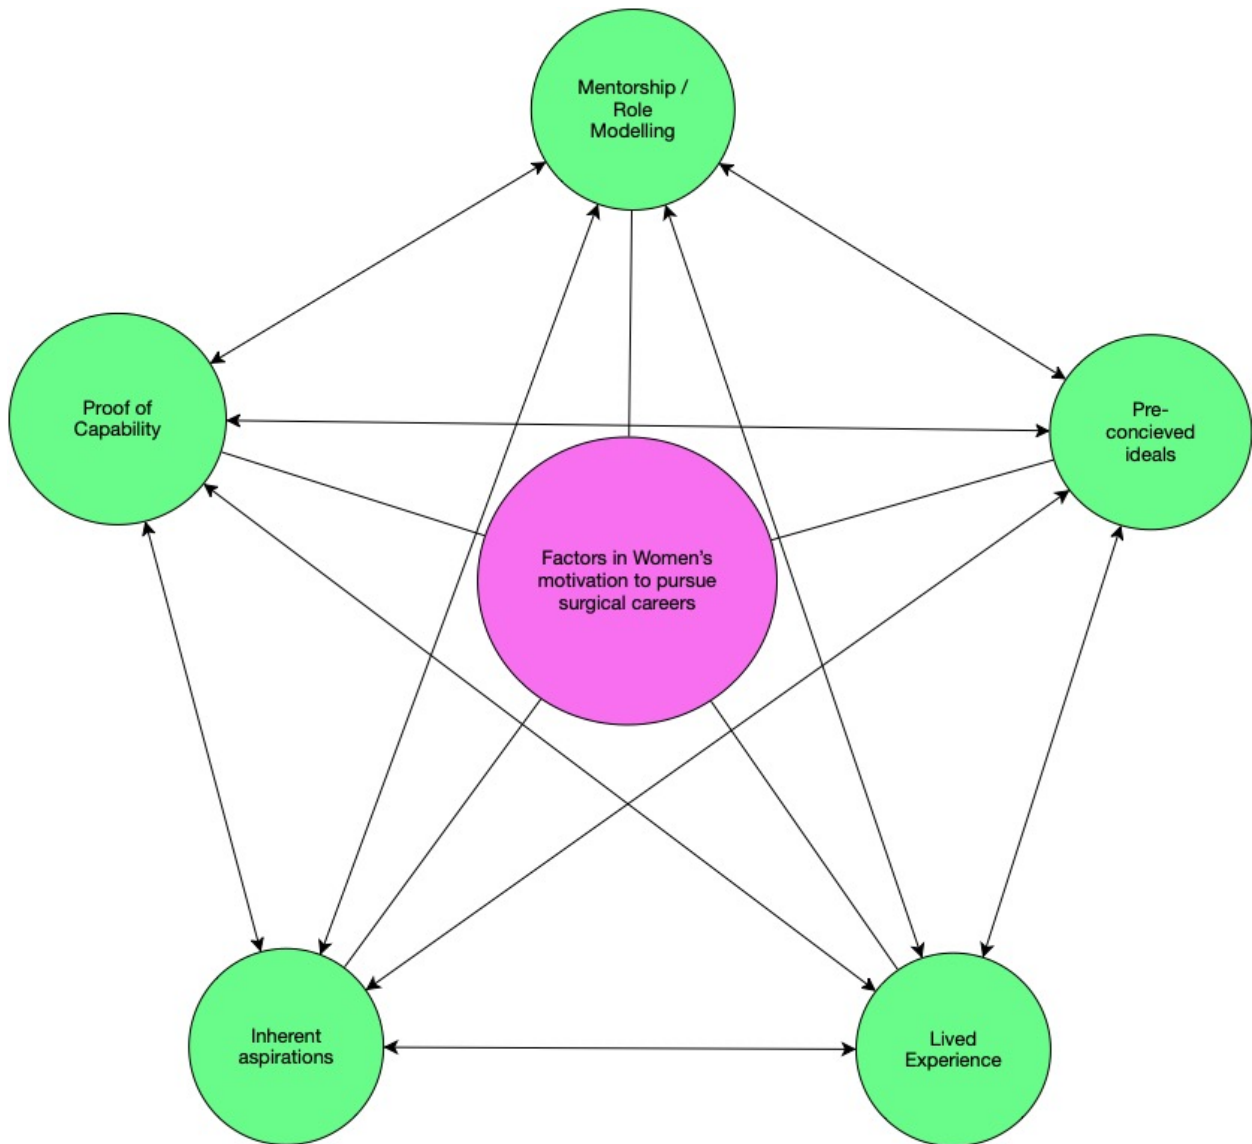 Mentorship /
Role
Modelling
Proof of
Capability
Pre-
concieved
ideals
Factors in Women's
motivation to pursue
surgical careers
Inherent
aspirations
Lived
Experience